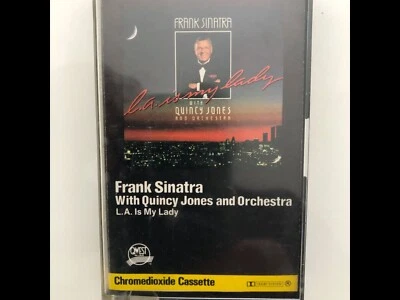 FRANK SINATRA
L.A. is my lady
WITH
QUINCY JONES
AND ORCHESTRA
Frank Sinatra
With Quincy Jones and Orchestra
L.A. Is My Lady
QWEST
Chromedioxide Cassette